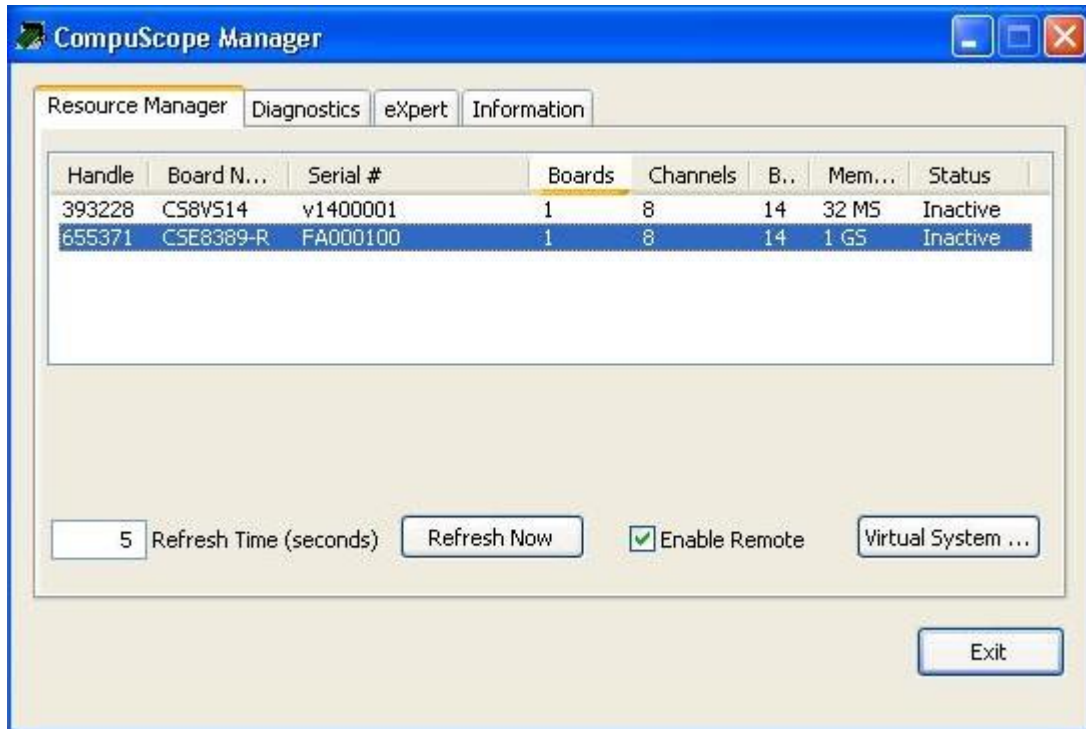 CompuScope Manager
Resource Manager Diagnostics eXpert Information
Handle Board N... Serial # Boards Channels B.. Mem... Status
393228 CS8VS14 v1400001 1 8 14 32 MS Inactive
655371 CSE8389-R FA000100 1 8 14 1 GS Inactive
5 Refresh Time (seconds) Refresh Now Enable Remote Virtual System ...
Exit